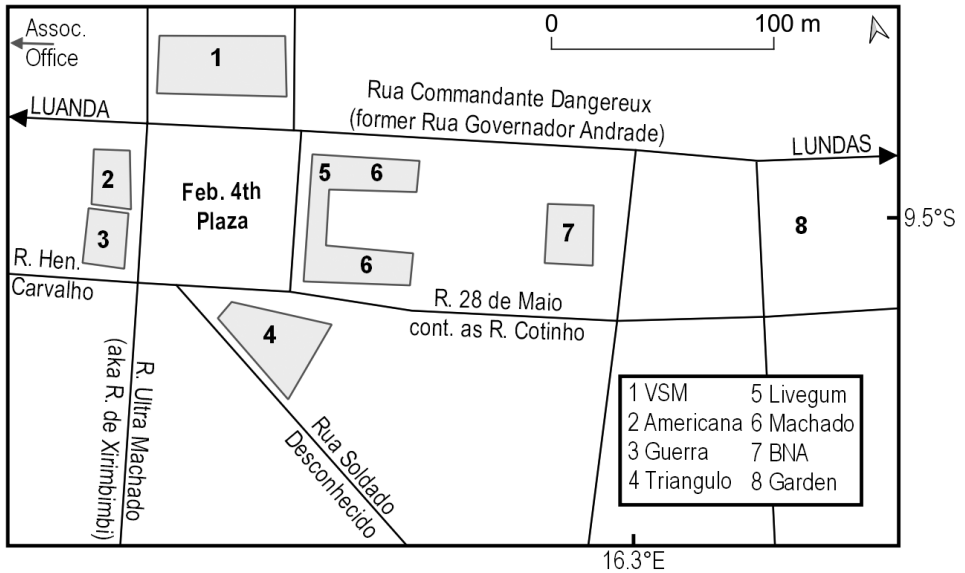 Assoc.
Office
1
0
100 m
LUANDA
Rua Commandante Dangereux
(former Rua Governador Andrade)
LUNDAS
2
Feb. 4th
Plaza
5
6
3
7
8
9.5°S
6
R. Hen.
Carvalho
R. 28 de Maio
cont. as R. Cotinho
4
R. Ultra Machado
(aka R. de Xirimbimbi)
Rua Soldado
Desconhecido
1 VSM
2 Americana
3 Guerra
4 Triangulo
5 Livegum
6 Machado
7 BNA
8 Garden
16.3°E